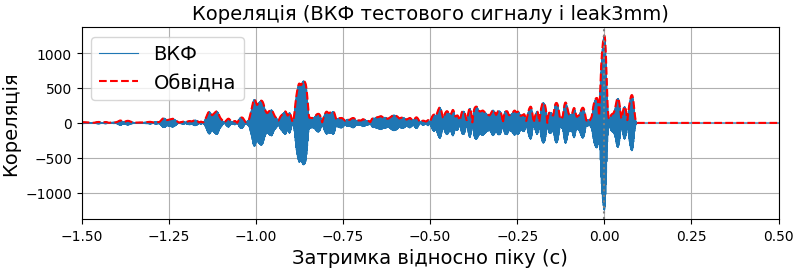 Кореляція (ВКФ тестового сигналу і leak3mm)
Кореляція
1000
500
0
−500
−1000
ВКФ
Обвідна
−1.50 −1.25 −1.00 −0.75 −0.50 −0.25 0.00 0.25 0.50
Затримка відносно піку (с)